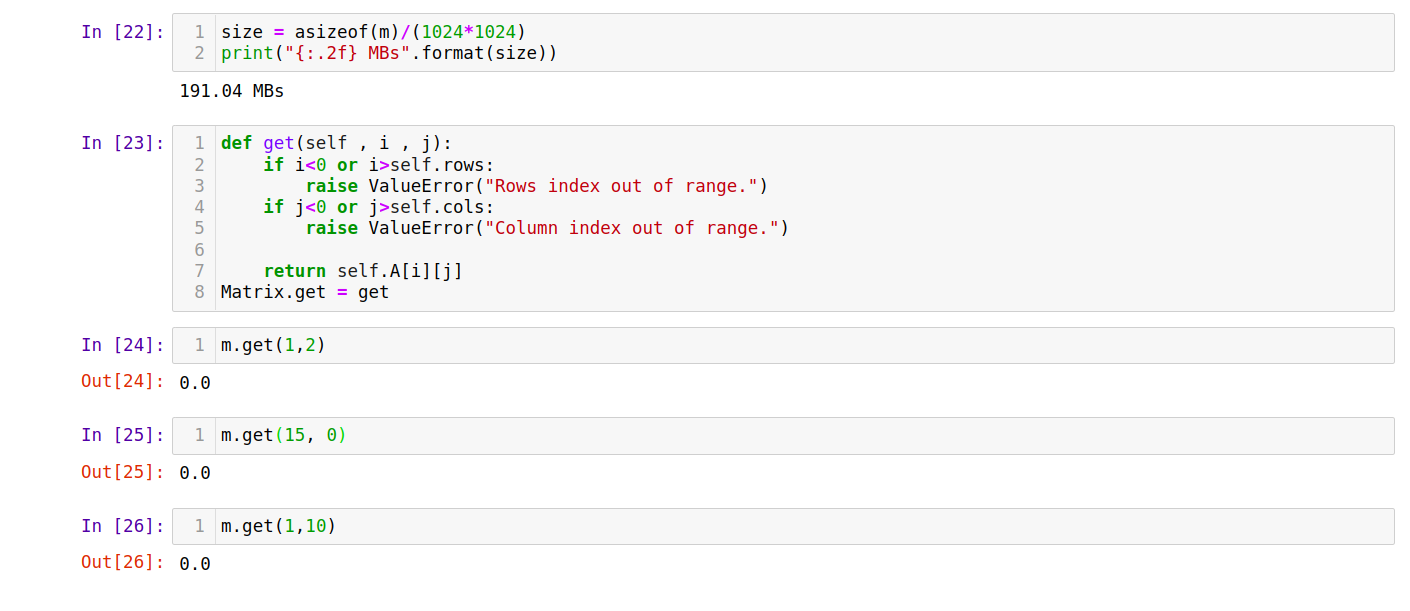 In [22]:
1 size = asizeof(m)/(1024*1024)
2 print("{:.2f} MBs".format(size))
191.04 MBs
In [23]:
1 def get(self , i , j):
2     if i<0 or i>self.rows:
3         raise ValueError("Rows index out of range.")
4     if j<0 or j>self.cols:
5         raise ValueError("Column index out of range.")
6
7     return self.A[i][j]
8 Matrix.get = get
In [24]:
1 m.get(1,2)
Out[24]: 0.0
In [25]:
1 m.get(15, 0)
Out[25]: 0.0
In [26]:
1 m.get(1,10)
Out[26]: 0.0